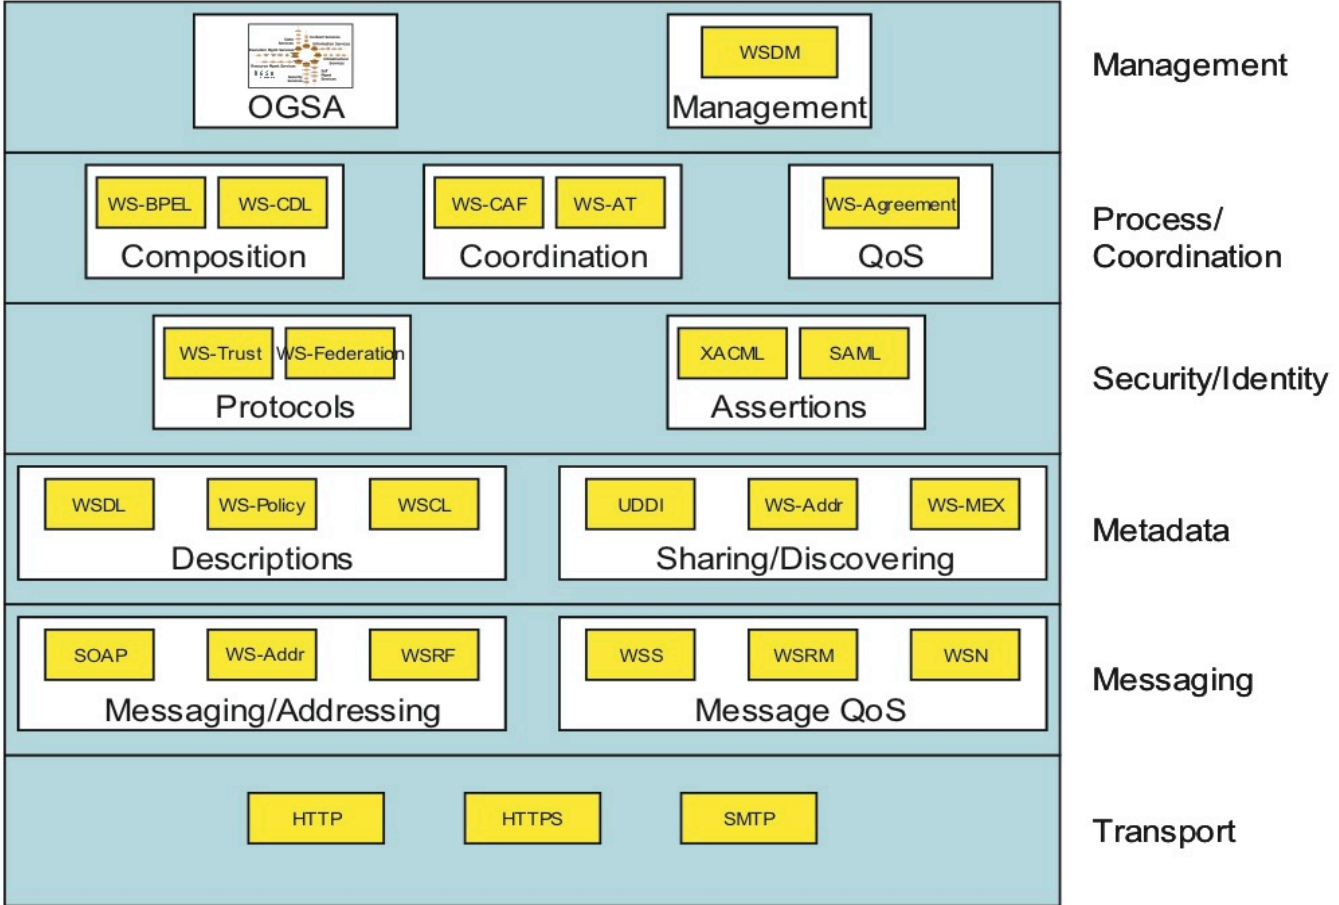 OGSA
WSDM
Management
Management
WS-BPEL WS-CDL
Composition
WS-CAF WS-AT
Coordination
WS-Agreement
QoS
Process/
Coordination
WS-Trust WS-Federation
Protocols
XACML SAML
Assertions
Security/Identity
WSDL WS-Policy WSCL
Descriptions
UDDI WS-Addr WS-MEX
Sharing/Discovering
Metadata
SOAP WS-Addr WSRF
Messaging/Addressing
WSS WSRM WSN
Message QoS
Messaging
HTTP HTTPS SMTP
Transport